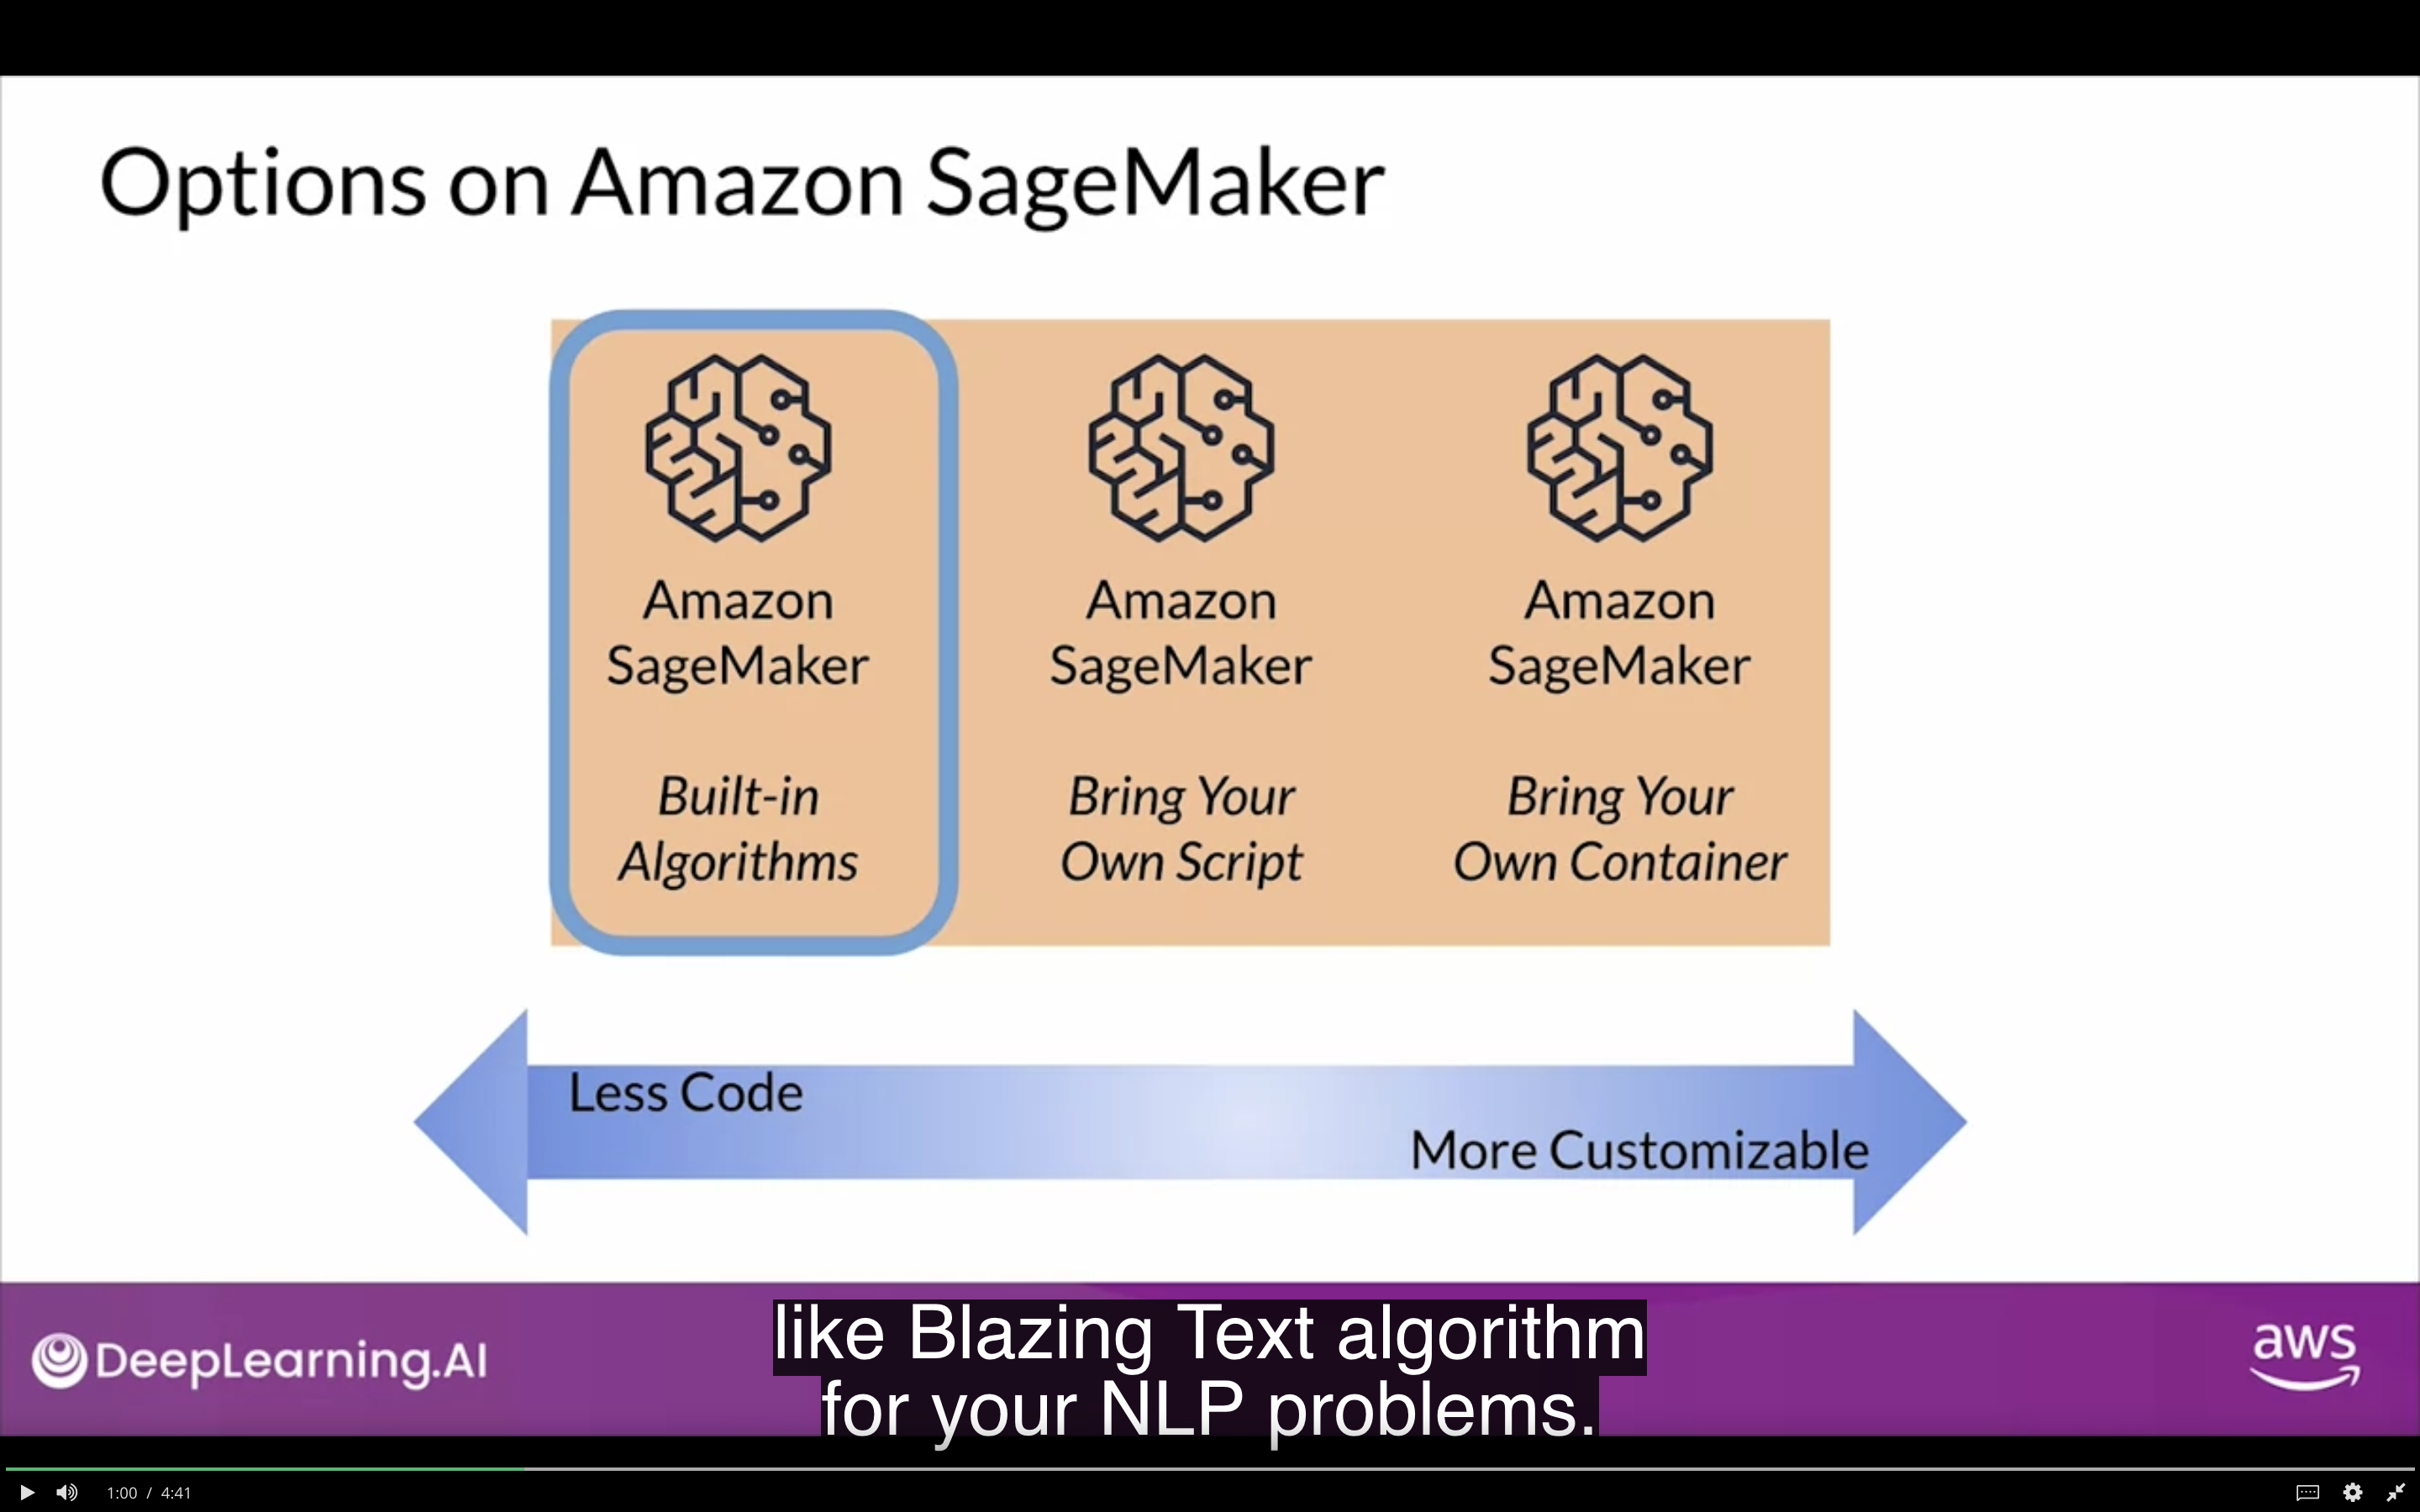 Options on Amazon SageMaker
Amazon
SageMaker
Built-in
Algorithms
Amazon
SageMaker
Bring Your
Own Script
Amazon
SageMaker
Bring Your
Own Container
Less Code
More Customizable
DeepLearning.AI
like Blazing Text algorithm
for your NLP problems.
aws
1:00 / 4:41